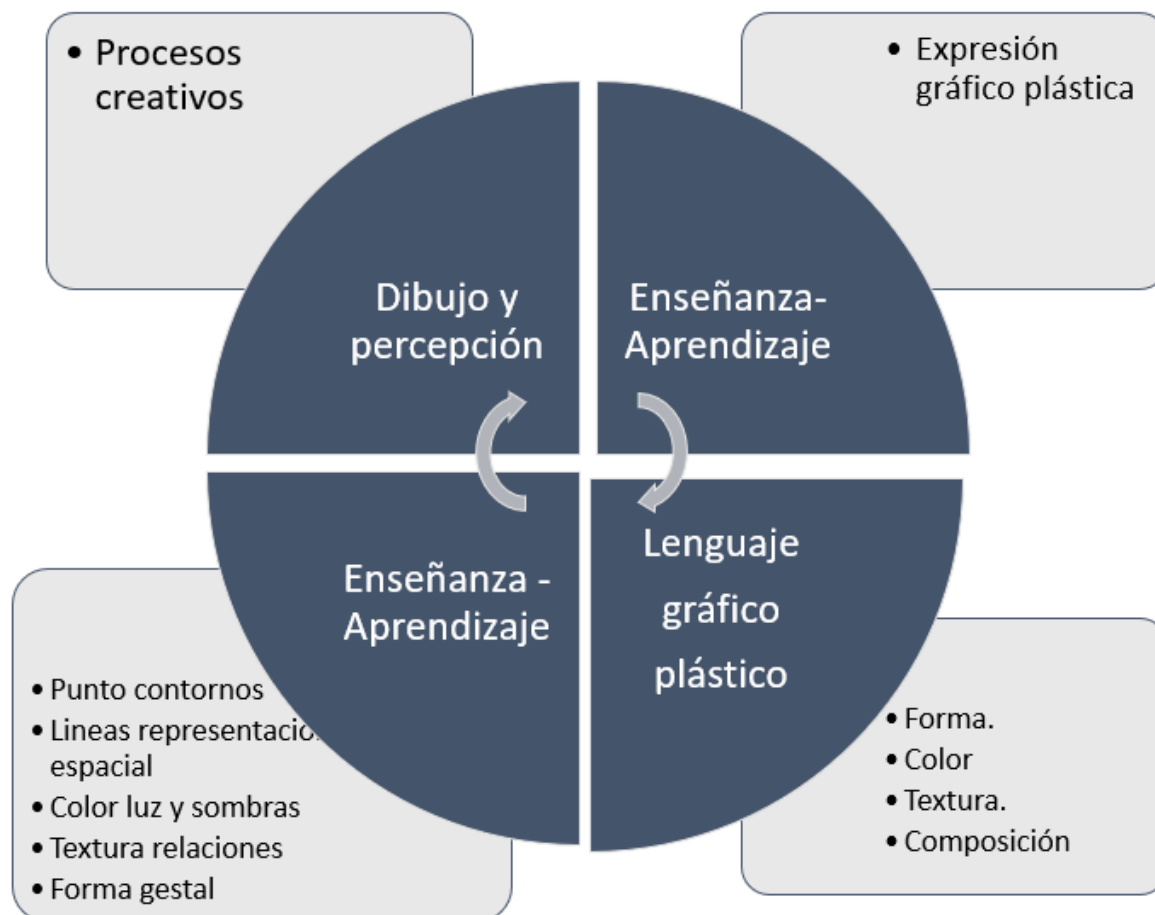 • Procesos
creativos
• Expresión
gráfico plástica
Dibujo y
percepción
Enseñanza-
Aprendizaje
Enseñanza -
Aprendizaje
Lenguaje
gráfico
plástico
• Punto contornos
• Lineas representacio
espacial
• Color luz y sombras
• Textura relaciones
• Forma gestal
• Forma.
• Color
• Textura.
• Composición